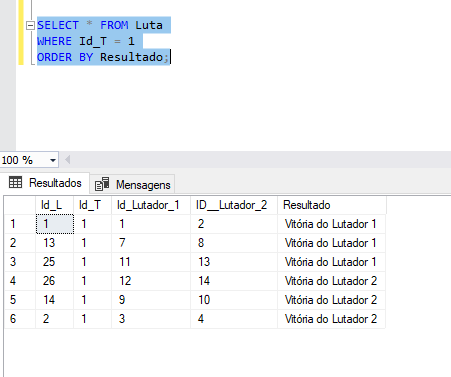 SELECT * FROM Luta
WHERE Id_T = 1
ORDER BY Resultado;
100 %
Resultados Mensagens
Id_L Id_T Id_Lutador_1 ID__Lutador_2 Resultado
1 1 1 1 2 Vitória do Lutador 1
2 13 1 7 8 Vitória do Lutador 1
3 25 1 11 13 Vitória do Lutador 1
4 26 1 12 14 Vitória do Lutador 2
5 14 1 9 10 Vitória do Lutador 2
6 2 1 3 4 Vitória do Lutador 2